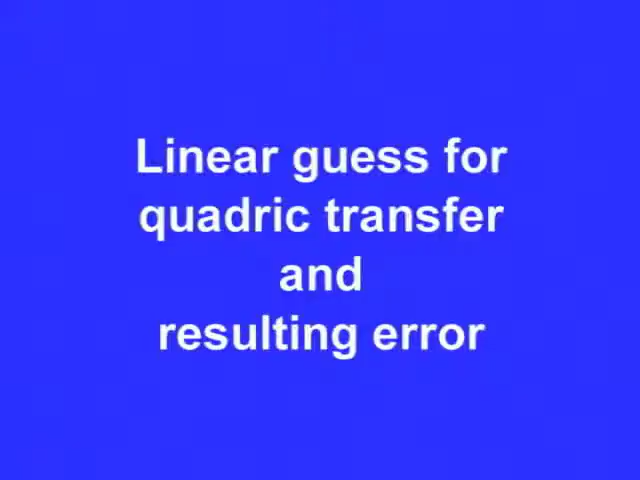 Linear guess for
quadric transfer
and
resulting error